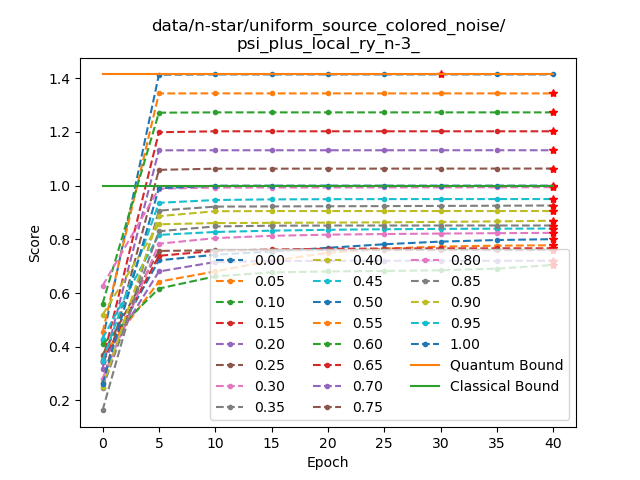 data/n-star/uniform_source_colored_noise/
psi_plus_local_ry_n-3_
Score
1.4
1.2
1.0
0.8
0.6
0.4
0.2
0.00 0.40 0.80
0.05 0.45 0.85
0.10 0.50 0.90
0.15 0.55 0.95
0.20 0.60 1.00
0.25 0.65 Quantum Bound
0.30 0.70 Classical Bound
0.35 0.75
0 5 10 15 20 25 30 35 40
Epoch